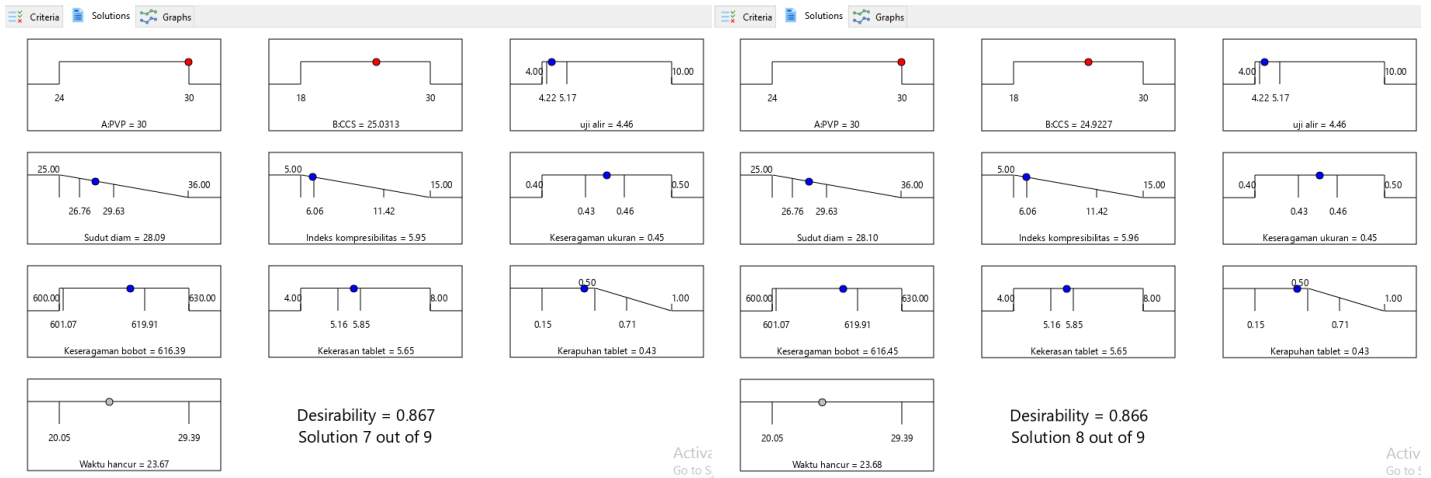 Criteria Solutions Graphs
24 30
A:PVP = 30
18 30
B:CCS = 25.0313
4.00 10.00
4.22 5.17
uji alir = 4.46
25.00 36.00
26.76 29.63
Sudut diam = 28.09
5.00 15.00
6.06 11.42
Indeks kompresibilitas = 5.95
0.40 0.50
0.43 0.46
Keseragaman ukuran = 0.45
600.00 630.00
601.07 619.91
Keseragaman bobot = 616.39
4.00 8.00
5.16 5.85
Kekerasan tablet = 5.65
0.50 1.00
0.15 0.71
Kerapuhan tablet = 0.43
20.05 29.39
Waktu hancur = 23.67
Desirability = 0.867
Solution 7 out of 9
Activa
Go to S
Criteria Solutions Graphs
24 30
A:PVP = 30
18 30
B:CCS = 24.9227
4.00 10.00
4.22 5.17
uji alir = 4.46
25.00 36.00
26.76 29.63
Sudut diam = 28.10
5.00 15.00
6.06 11.42
Indeks kompresibilitas = 5.96
0.40 0.50
0.43 0.46
Keseragaman ukuran = 0.45
600.00 630.00
601.07 619.91
Keseragaman bobot = 616.45
4.00 8.00
5.16 5.85
Kekerasan tablet = 5.65
0.50 1.00
0.15 0.71
Kerapuhan tablet = 0.43
20.05 29.39
Waktu hancur = 23.68
Desirability = 0.866
Solution 8 out of 9
Activ
Go to S